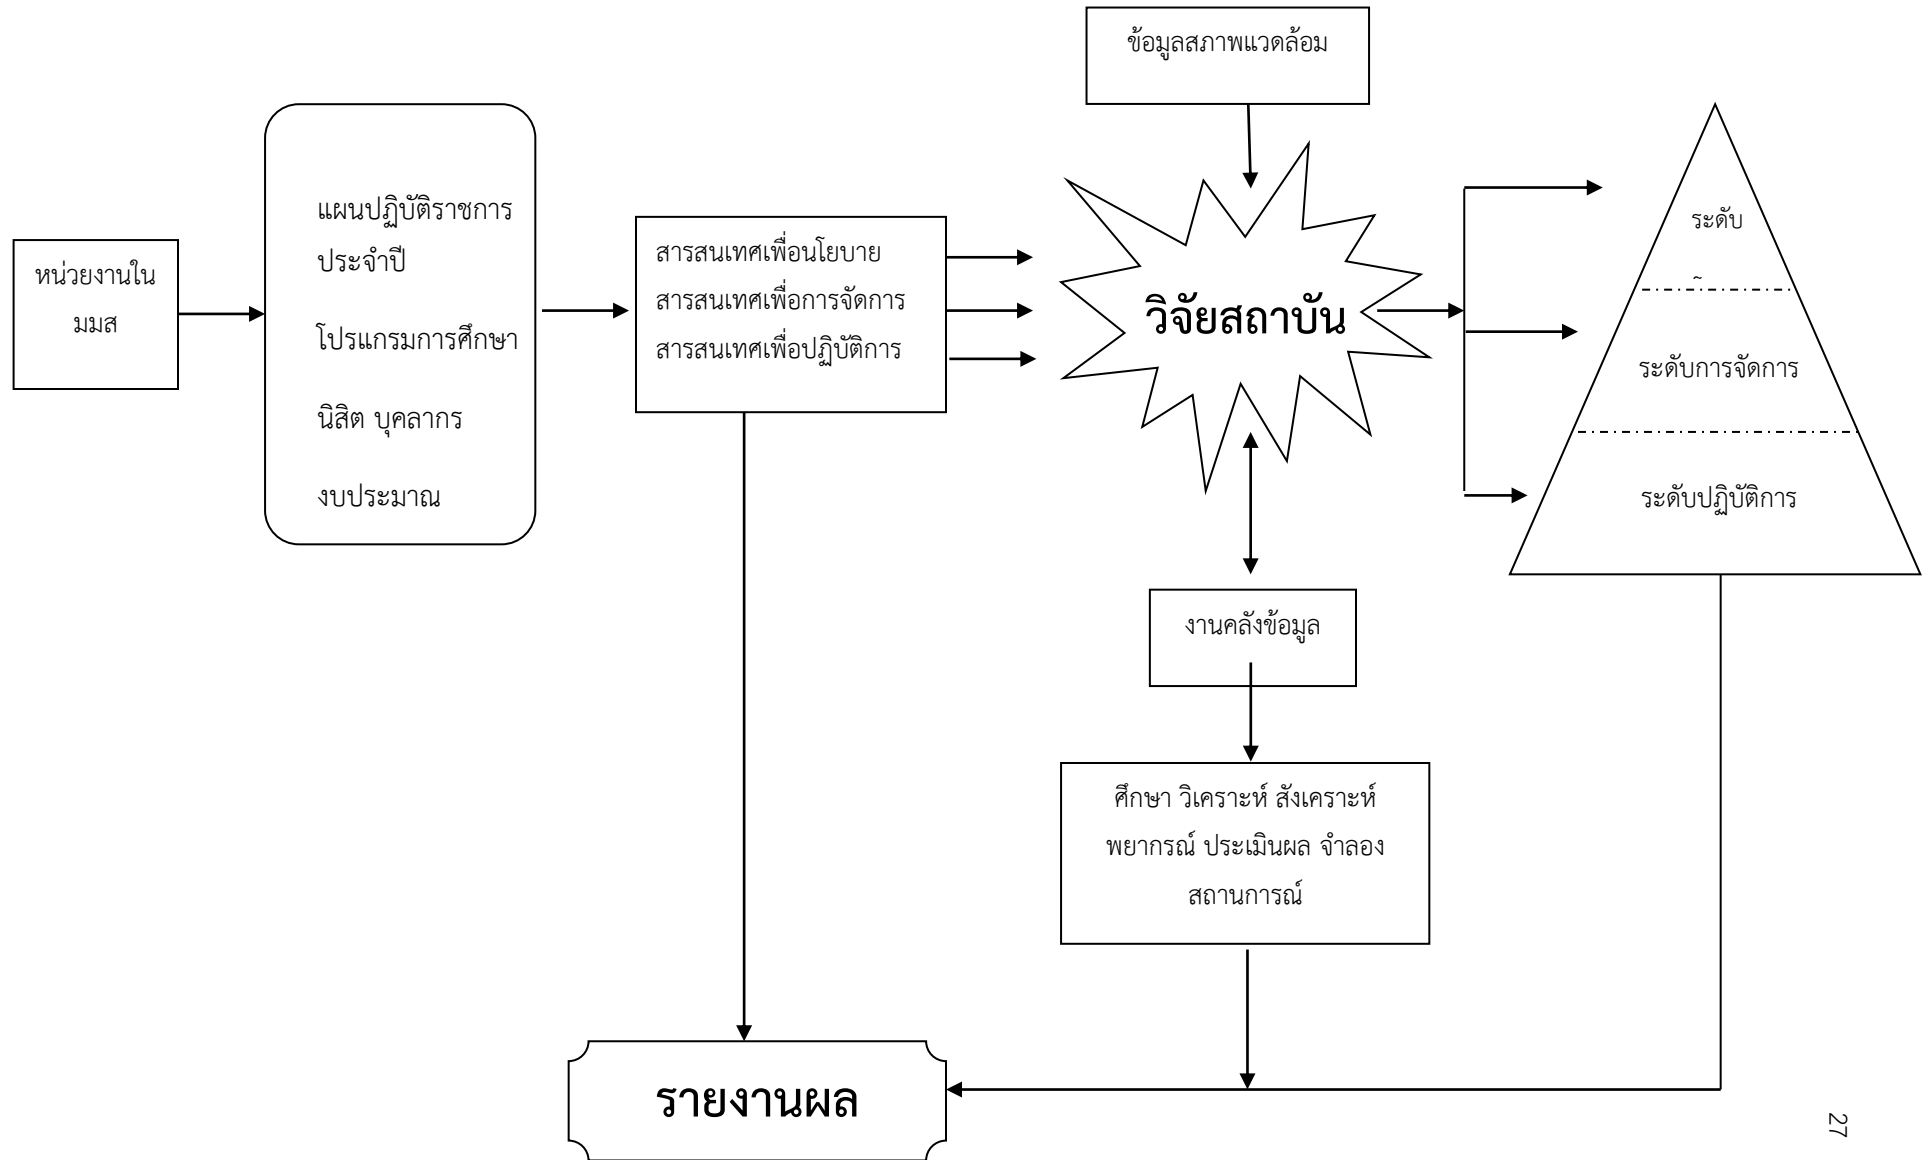 ข้อมูลสภาพแวดล้อม
หน่วยงานใน
มมส
แผนปฏิบัติราชการ
ประจำปี
โปรแกรมการศึกษา
นิสิต บุคลากร
งบประมาณ
สารสนเทศเพื่อนโยบาย
สารสนเทศเพื่อการจัดการ
สารสนเทศเพื่อปฏิบัติการ
วิจัยสถาบัน
ระดับ
ระดับการจัดการ
ระดับปฏิบัติการ
งานคลังข้อมูล
ศึกษา วิเคราะห์ สังเคราะห์
พยากรณ์ ประเมินผล จำลอง
สถานการณ์
รายงานผล
27